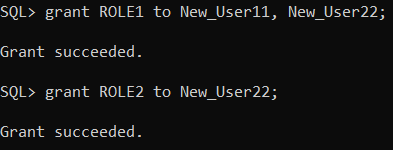 SQL> grant ROLE1 to New_User11, New_User22;
Grant succeeded.
SQL> grant ROLE2 to New_User22;
Grant succeeded.